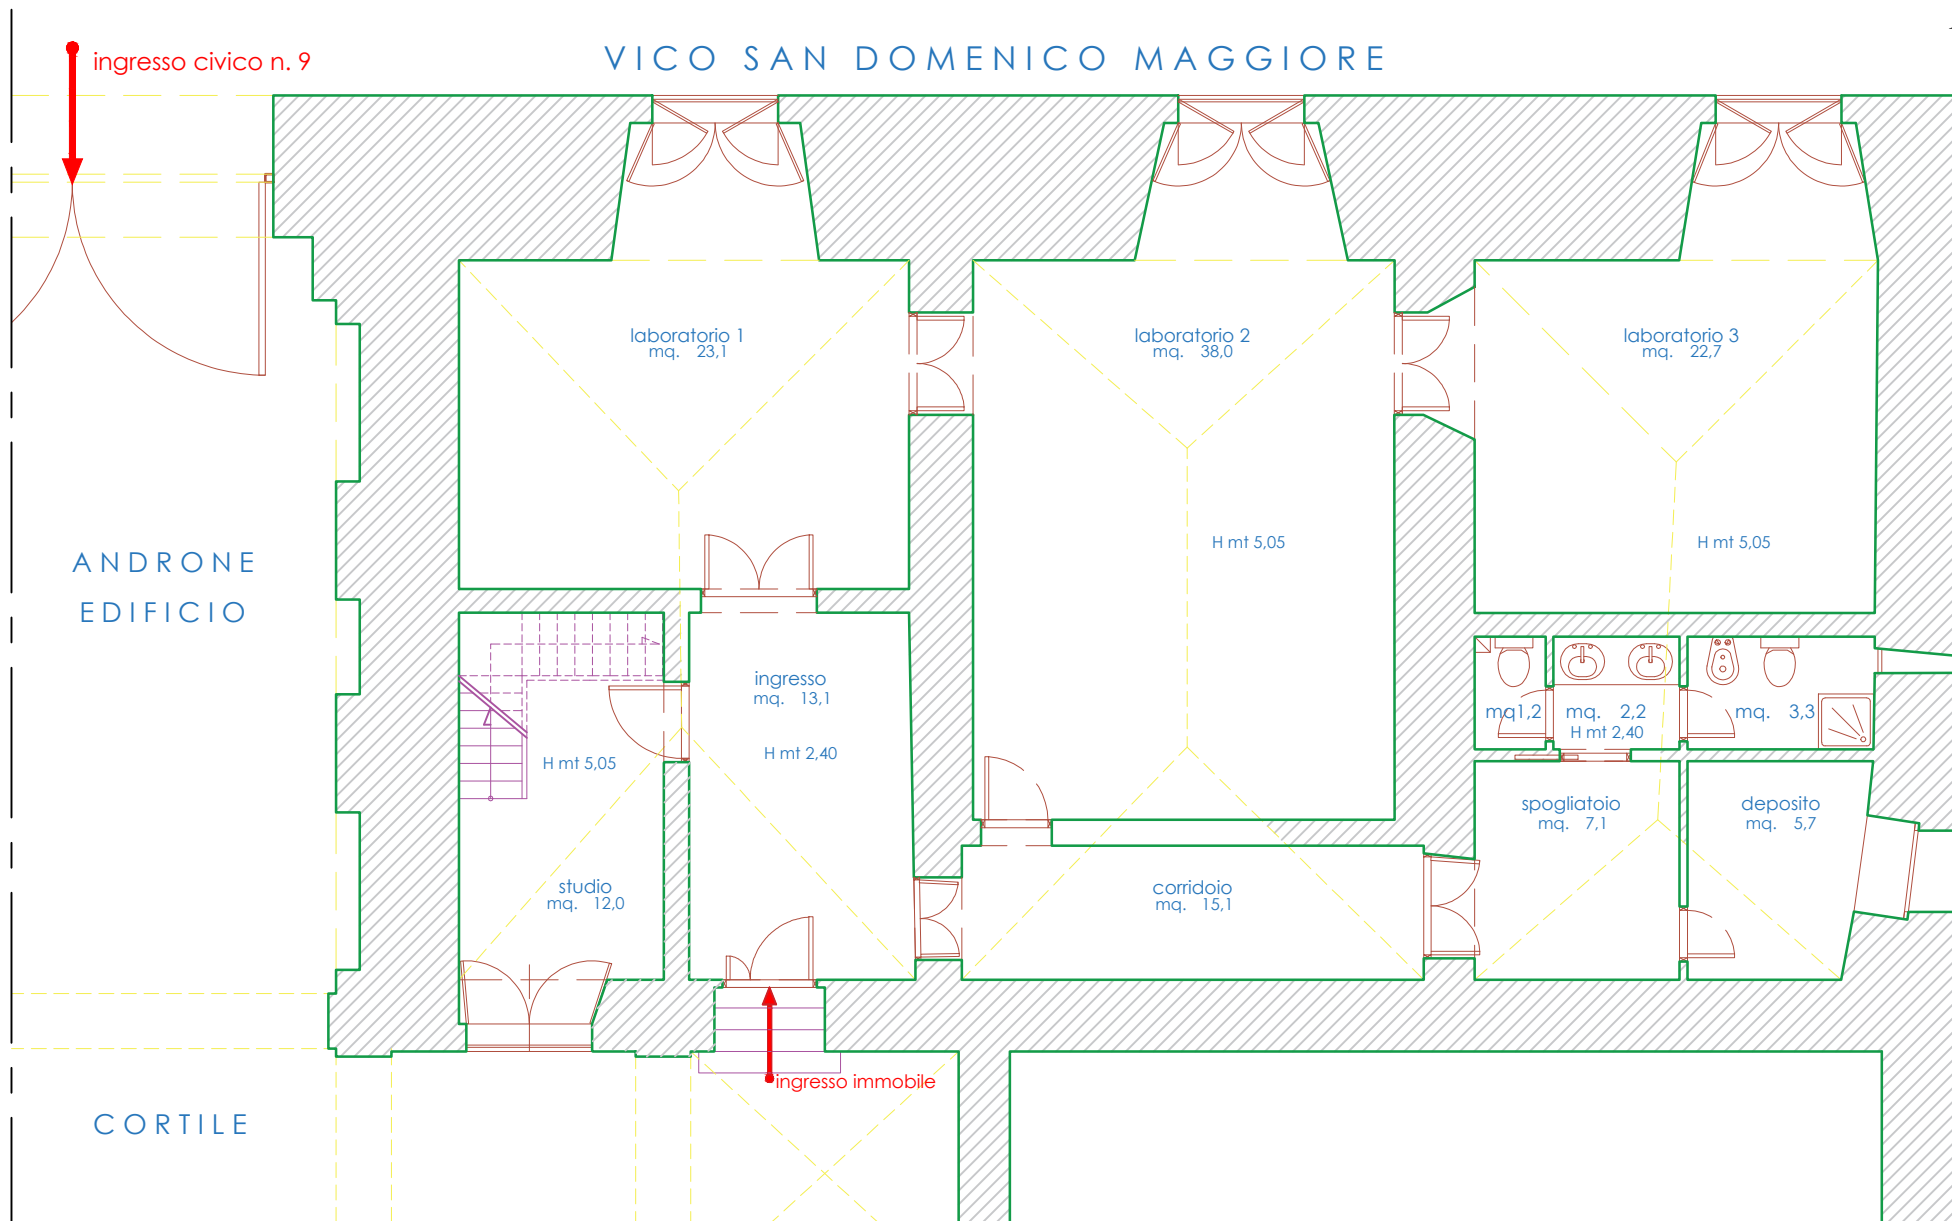 ingresso civico n. 9
VICO SAN DOMENICO MAGGIORE
laboratorio 1
mq. 23,1
laboratorio 2
mq. 38,0
laboratorio 3
mq. 22,7
H mt 5,05
H mt 5,05
ANDRONE
EDIFICIO
ingresso
mq. 13,1
H mt 2,40
H mt 5,05
mq1,2
mq. 2,2
H mt 2,40
mq. 3,3
spogliatoio
mq. 7,1
deposito
mq. 5,7
studio
mq. 12,0
corridoio
mq. 15,1
ingresso immobile
CORTILE